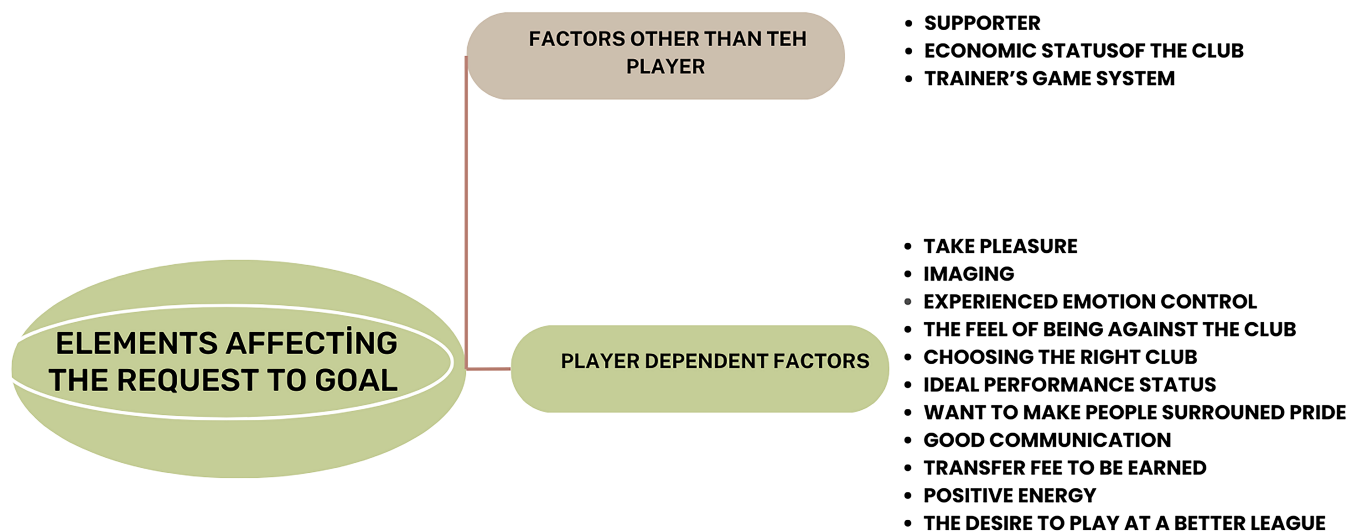 FACTORS OTHER THAN TEH
PLAYER
SUPPORTER
ECONOMIC STATUSOF THE CLUB
TRAINER’S GAME SYSTEM
ELEMENTS AFFECTİNG
THE REQUEST TO GOAL
PLAYER DEPENDENT FACTORS
TAKE PLEASURE
IMAGING
EXPERIENCED EMOTION CONTROL
THE FEEL OF BEING AGAINST THE CLUB
CHOOSING THE RIGHT CLUB
IDEAL PERFORMANCE STATUS
WANT TO MAKE PEOPLE SURROUNED PRIDE
GOOD COMMUNICATION
TRANSFER FEE TO BE EARNED
POSITIVE ENERGY
THE DESIRE TO PLAY AT A BETTER LEAGUE